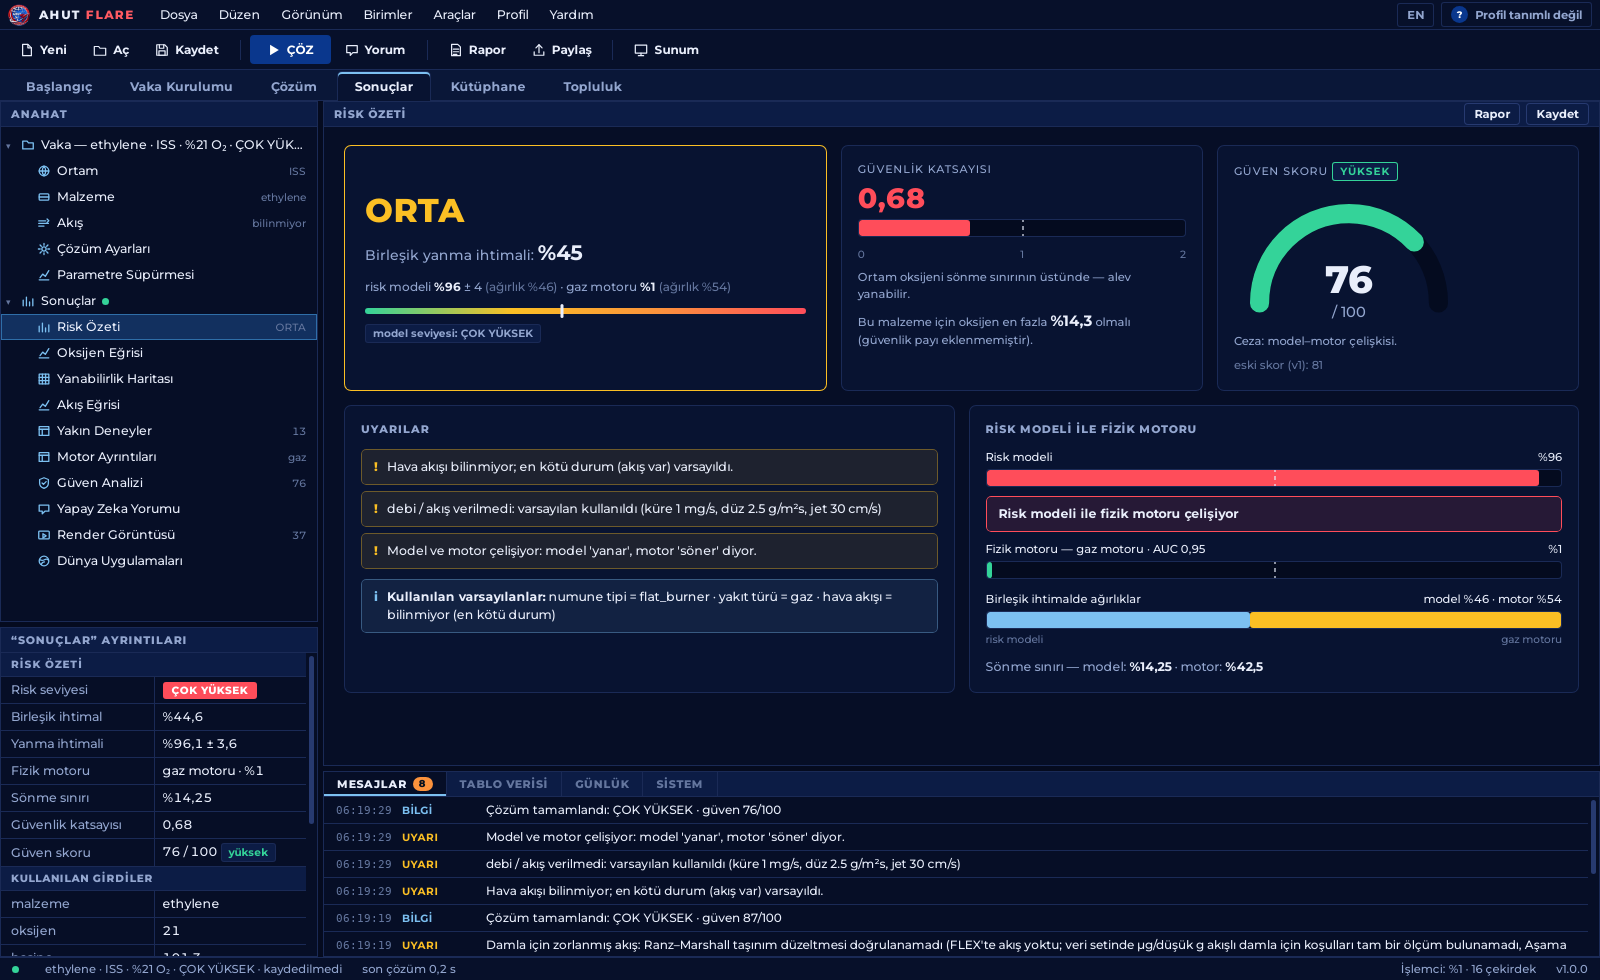 AHUT FLARE
Dosya Düzen Görünüm Birimler Araçlar Profil Yardım
EN ? Profil tanımlı değil
Yeni Aç Kaydet ÇÖZ Yorum Rapor Paylaş Sunum
Başlangıç Vaka Kurulumu Çözüm Sonuçlar Kütüphane Topluluk
ANAHAT
Vaka — ethylene · ISS · %21 O₂ · ÇOK YÜK...
Ortam ISS
Malzeme ethylene
Akış bilinmiyor
Çözüm Ayarları
Parametre Süpürmesi
Sonuçlar
Risk Özeti ORTA
Oksijen Eğrisi
Yanabilirlik Haritası
Akış Eğrisi
Yakın Deneyler 13
Motor Ayrıntıları gaz
Güven Analizi 76
Yapay Zeka Yorumu
Render Görüntüsü 37
Dünya Uygulamaları
“SONUÇLAR” AYRINTILARI
RİSK ÖZETİ
Risk seviyesi ÇOK YÜKSEK
Birleşik ihtimal %44,6
Yanma ihtimali %96,1 ± 3,6
Fizik motoru gaz motoru · %1
Sönme sınırı %14,25
Güvenlik katsayısı 0,68
Güven skoru 76 / 100 yüksek
KULLANILAN GİRDİLER
malzeme ethylene
oksijen 21
RİSK ÖZETİ
Rapor Kaydet
ORTA
Birleşik yanma ihtimali: %45
risk modeli %96 ± 4 (ağırlık %46) · gaz motoru %1 (ağırlık %54)
model seviyesi: ÇOK YÜKSEK
GÜVENLİK KATSAYISI
0,68
0 1 2
Ortam oksijeni sönme sınırının üstünde — alev
yanabilir.
Bu malzeme için oksijen en fazla %14,3 olmalı
(güvenlik payı eklenmemiştir).
GÜVEN SKORU YÜKSEK
76
/ 100
Ceza: model–motor çelişkisi.
eski skor (v1): 81
UYARILAR
! Hava akışı bilinmiyor; en kötü durum (akış var) varsayıldı.
! debi / akış verilmedi: varsayılan kullanıldı (küre 1 mg/s, düz 2.5 g/m²s, jet 30 cm/s)
! Model ve motor çelişiyor: model 'yanar', motor 'söner' diyor.
i Kullanılan varsayılanlar: numune tipi = flat_burner · yakıt türü = gaz · hava akışı =
bilinmiyor (en kötü durum)
RİSK MODELİ İLE FİZİK MOTORU
Risk modeli %96
Risk modeli ile fizik motoru çelişiyor
Fizik motoru — gaz motoru · AUC 0,95 %1
Birleşik ihtimalde ağırlıklar model %46 · motor %54
risk modeli gaz motoru
Sönme sınırı — model: %14,25 · motor: %42,5
MESAJLAR 8 TABLO VERİSİ GÜNLÜK SİSTEM
06:19:29 BİLGİ Çözüm tamamlandı: ÇOK YÜKSEK · güven 76/100
06:19:29 UYARI Model ve motor çelişiyor: model 'yanar', motor 'söner' diyor.
06:19:29 UYARI debi / akış verilmedi: varsayılan kullanıldı (küre 1 mg/s, düz 2.5 g/m²s, jet 30 cm/s)
06:19:29 UYARI Hava akışı bilinmiyor; en kötü durum (akış var) varsayıldı.
06:19:19 BİLGİ Çözüm tamamlandı: ÇOK YÜKSEK · güven 87/100
06:19:19 UYARI Damla için zorlanmış akış: Ranz–Marshall taşınım düzeltmesi doğrulanamadı (FLEX'te akış yoktu; veri setinde µg/düşük g akışlı damla için koşulları tam bir ölçüm bulunamadı, Aşama
ethylene · ISS · %21 O₂ · ÇOK YÜKSEK · kaydedilmedi son çözüm 0,2 s
İşlemci: %1 · 16 çekirdek v1.0.0